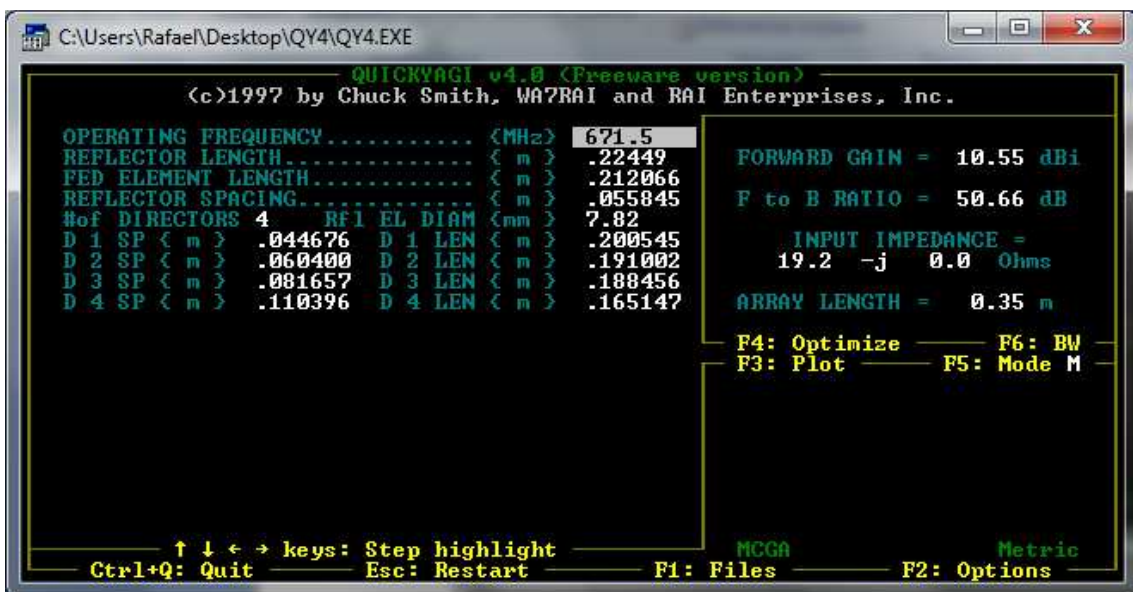 C:\Users\Rafael\Desktop\QY4\QY4.EXE
QUICKYAGI v4.0 (Freeware version)
(c)1997 by Chuck Smith, WA7RAI and RAI Enterprises, Inc.
OPERATING FREQUENCY............ {MHz} 671.5
REFLECTOR LENGTH............... { m } .22449
FED ELEMENT LENGTH............. { m } .212066
REFLECTOR SPACING.............. { m } .055845
#of DIRECTORS 4 Rfl EL DIAM {mm } 7.82
D 1 SP { m } .044676 D 1 LEN { m } .200545
D 2 SP { m } .060400 D 2 LEN { m } .191002
D 3 SP { m } .081657 D 3 LEN { m } .188456
D 4 SP { m } .110396 D 4 LEN { m } .165147
FORWARD GAIN = 10.55 dBi
F to B RATIO = 50.66 dB
INPUT IMPEDANCE =
19.2 -j 0.0 Ohms
ARRAY LENGTH = 0.35 m
F4: Optimize F6: BW
F3: Plot F5: Mode M
MCGA Metric
↑ ↓ ← → keys: Step highlight
Ctrl+Q: Quit Esc: Restart F1: Files F2: Options